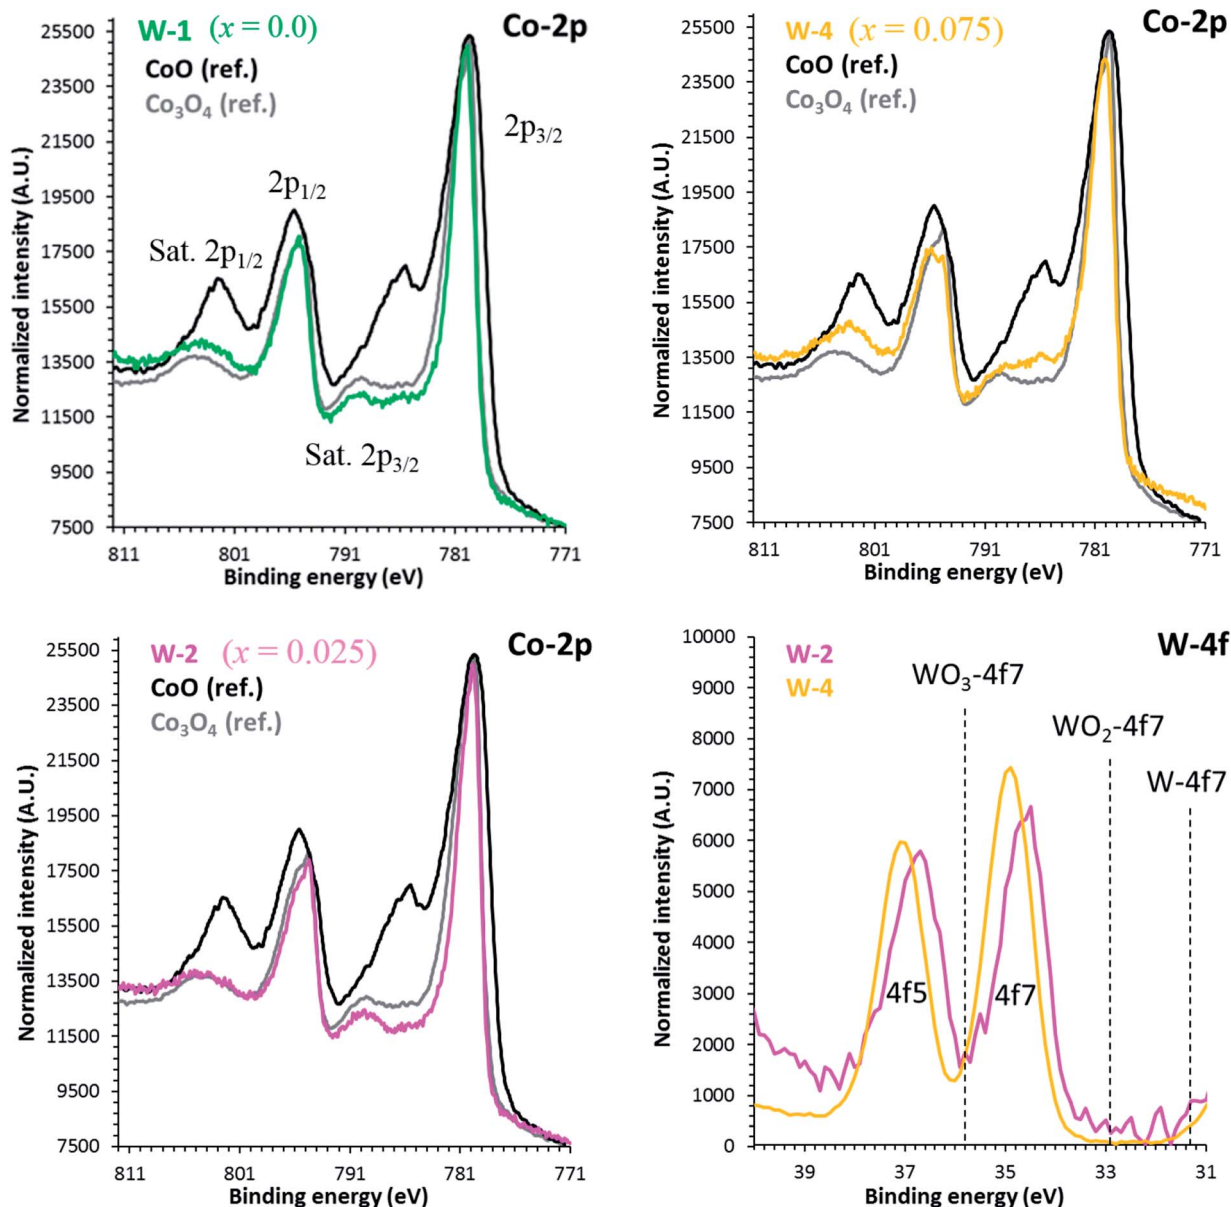 W-1 (x = 0.0)
Co-2p
CoO (ref.)
Co₃O₄ (ref.)
2p₃/₂
2p₁/₂
Sat. 2p₁/₂
Sat. 2p₃/₂
Normalized intensity (A.U.)
25500
23500
21500
19500
17500
15500
13500
11500
9500
7500
811 801 791 781 771
Binding energy (eV)
W-4 (x = 0.075)
Co-2p
CoO (ref.)
Co₃O₄ (ref.)
Normalized intensity (A.U.)
25500
23500
21500
19500
17500
15500
13500
11500
9500
7500
811 801 791 781 771
Binding energy (eV)
W-2 (x = 0.025)
Co-2p
CoO (ref.)
Co₃O₄ (ref.)
Normalized intensity (A.U.)
25500
23500
21500
19500
17500
15500
13500
11500
9500
7500
811 801 791 781 771
Binding energy (eV)
W-4f
W-2
W-4
WO₃-4f7
WO₂-4f7
W-4f7
4f5
4f7
Normalized intensity (A.U.)
10000
9000
8000
7000
6000
5000
4000
3000
2000
1000
0
39 37 35 33 31
Binding energy (eV)